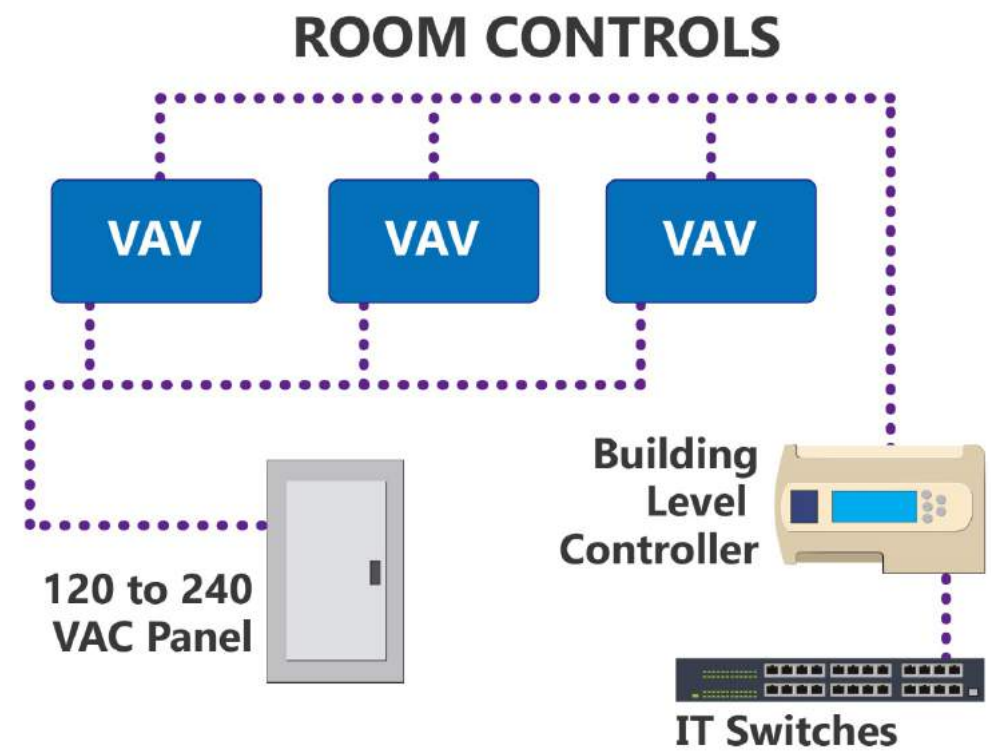 ROOM CONTROLS
VAV
VAV
VAV
Building
Level
Controller
120 to 240
VAC Panel
IT Switches